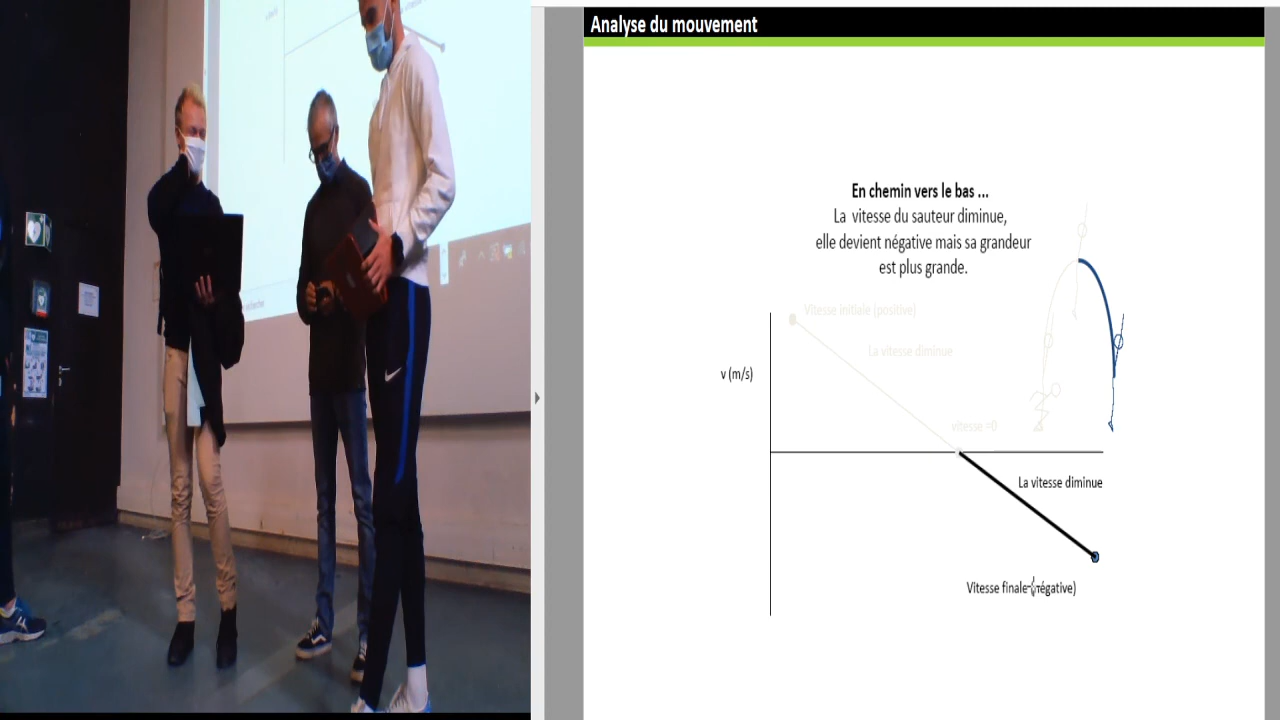 Analyse du mouvement
En chemin vers le bas ...
La vitesse du sauteur diminue,
elle devient négative mais sa grandeur
est plus grande.
Vitesse initiale (positive)
La vitesse diminue
v (m/s)
vitesse =0
La vitesse diminue
Vitesse finale (négative)